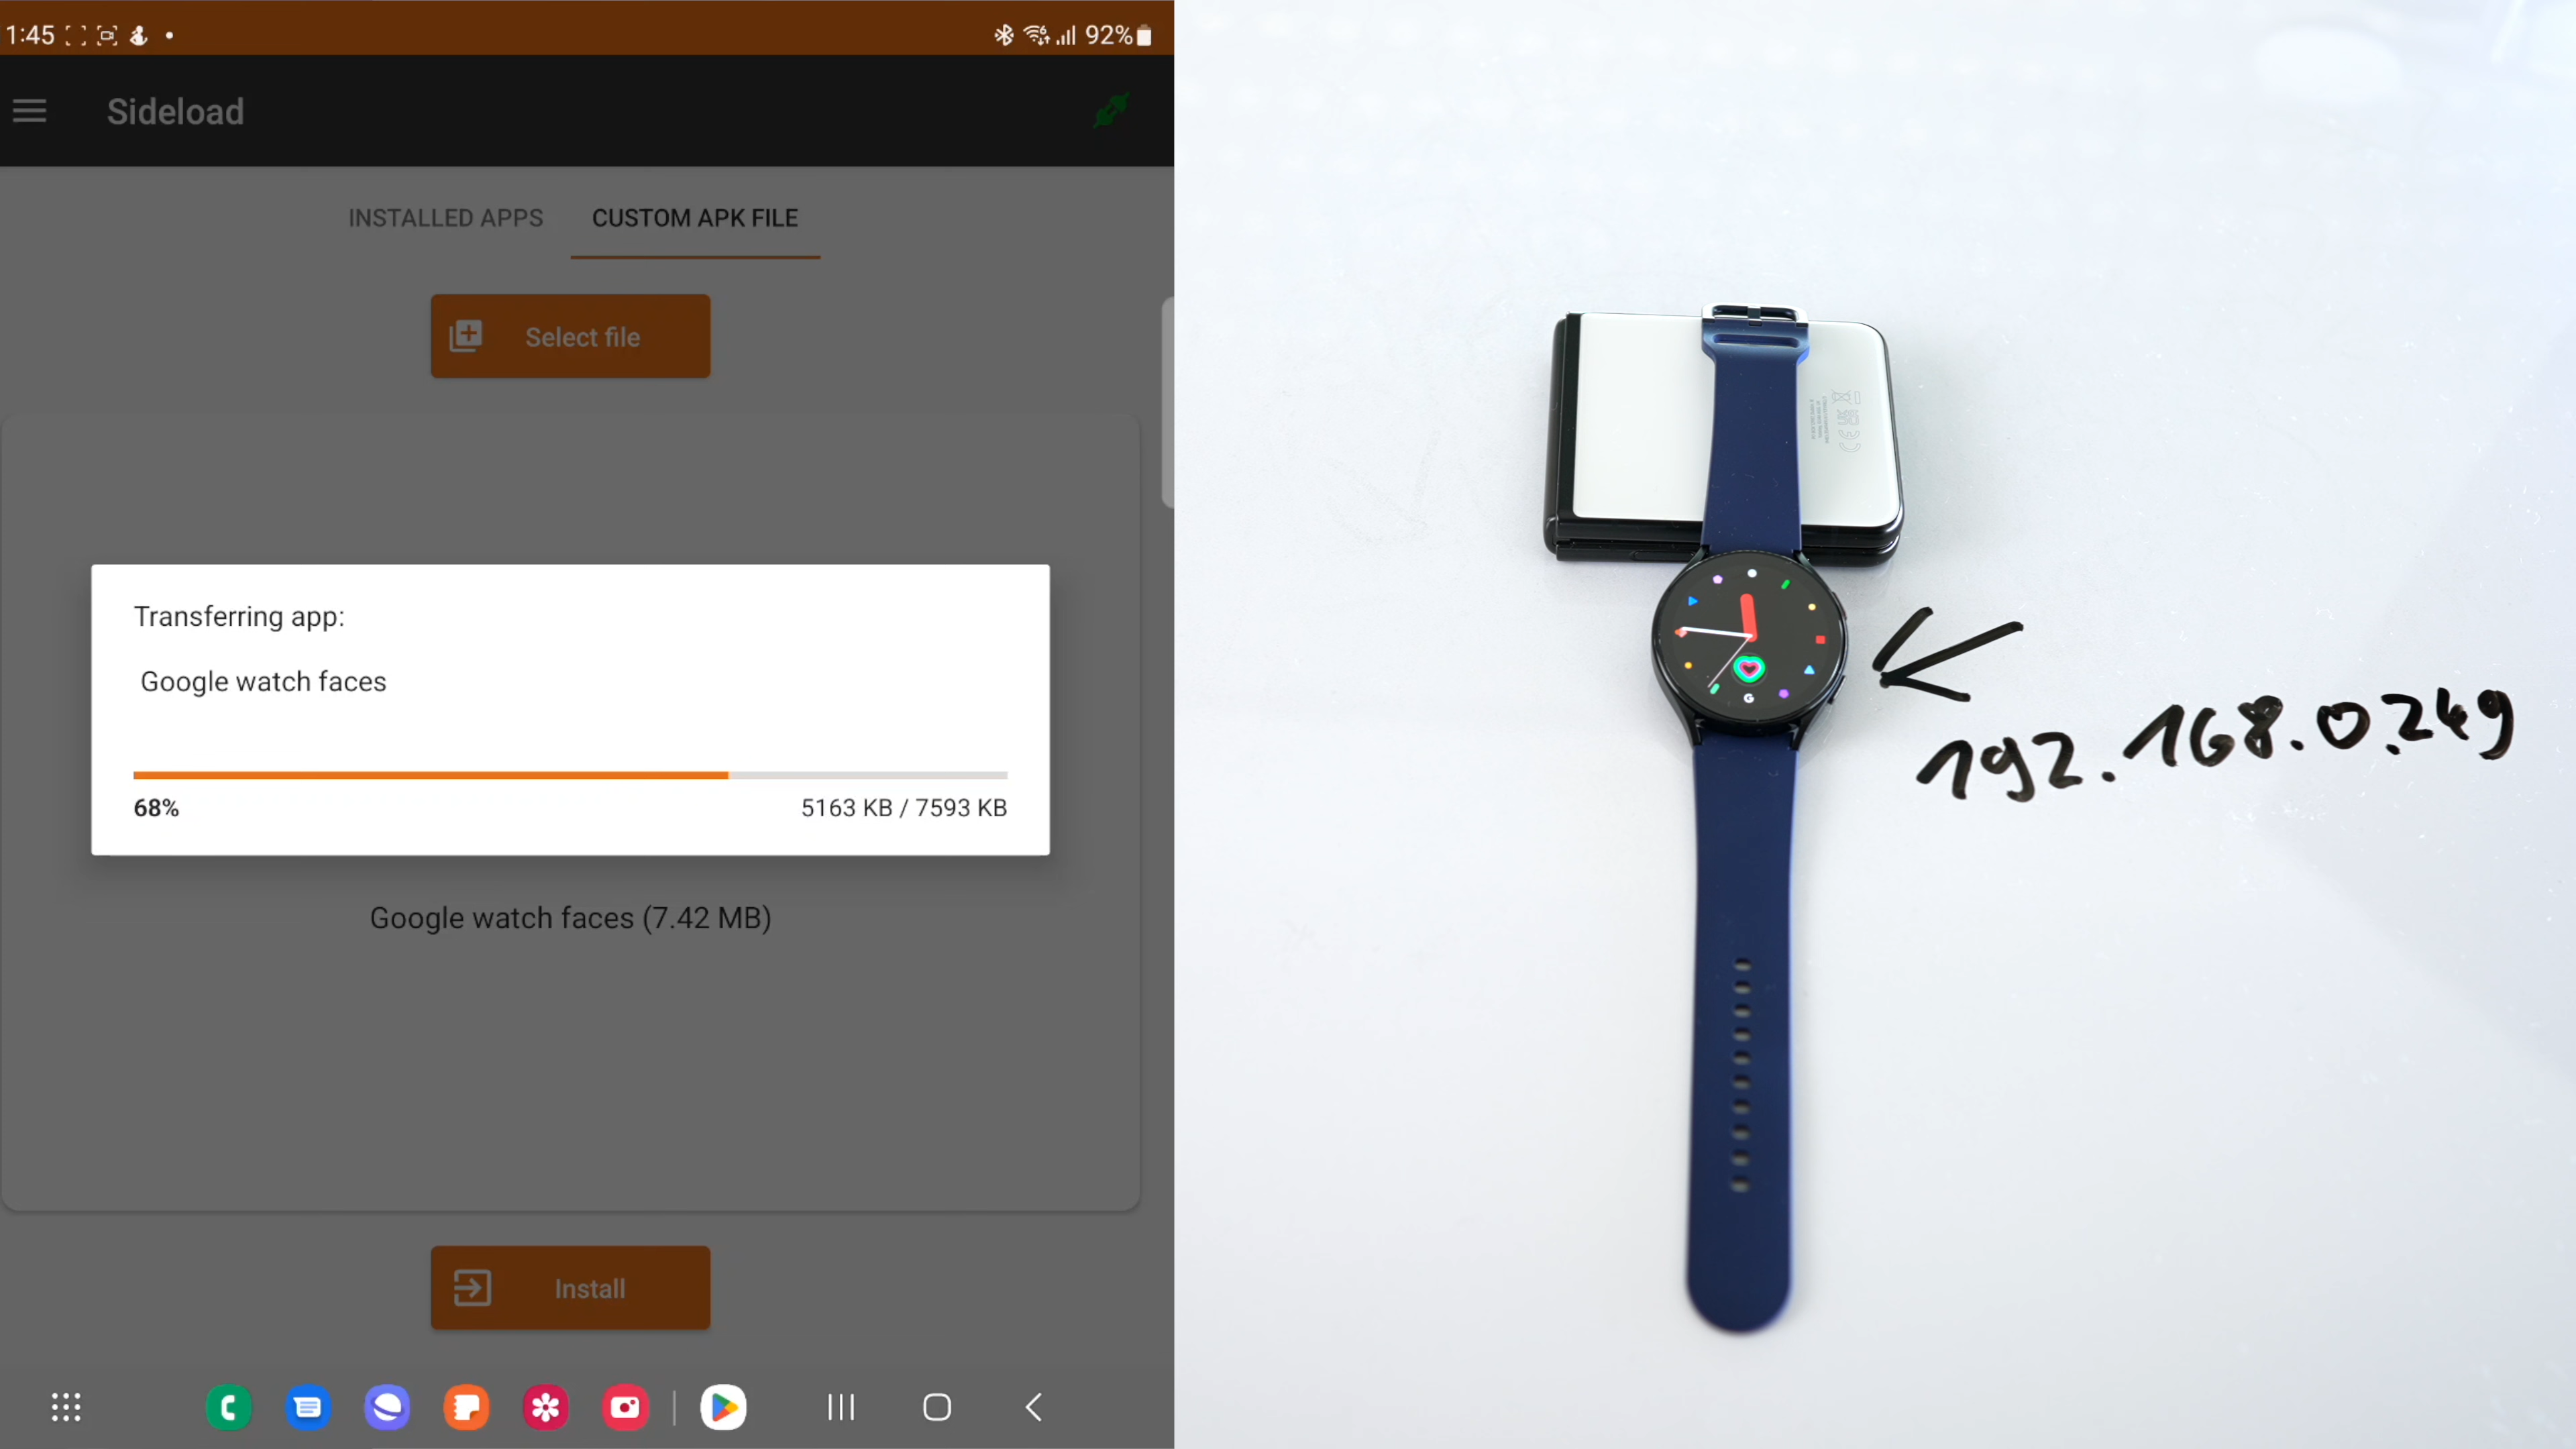 1:45
92%
Sideload
INSTALLED APPS
CUSTOM APK FILE
Select file
Transferring app:
Google watch faces
68%
5163 KB / 7593 KB
Google watch faces (7.42 MB)
Install
192.168.0.249